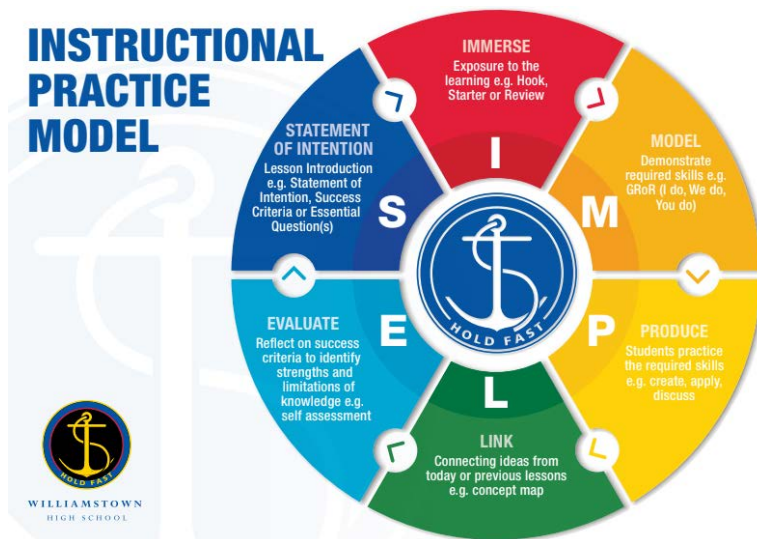 INSTRUCTIONAL
PRACTICE
MODEL
STATEMENT
OF INTENTION
Lesson Introduction
e.g. Statement of
Intention, Success
Criteria or Essential
Question(s)
S
IMMERSE
Exposure to the
learning e.g. Hook,
Starter or Review
I
MODEL
Demonstrate
required skills e.g.
GRoR (I do, We do,
You do)
M
PRODUCE
Students practice
the required skills
e.g. create, apply,
discuss
P
LINK
Connecting ideas from
today or previous lessons
e.g. concept map
L
EVALUATE
Reflect on success
criteria to identify
strengths and
limitations of
knowledge e.g.
self assessment
E
HOLD FAST
HOLD FAST
WILLIAMSTOWN
HIGH SCHOOL